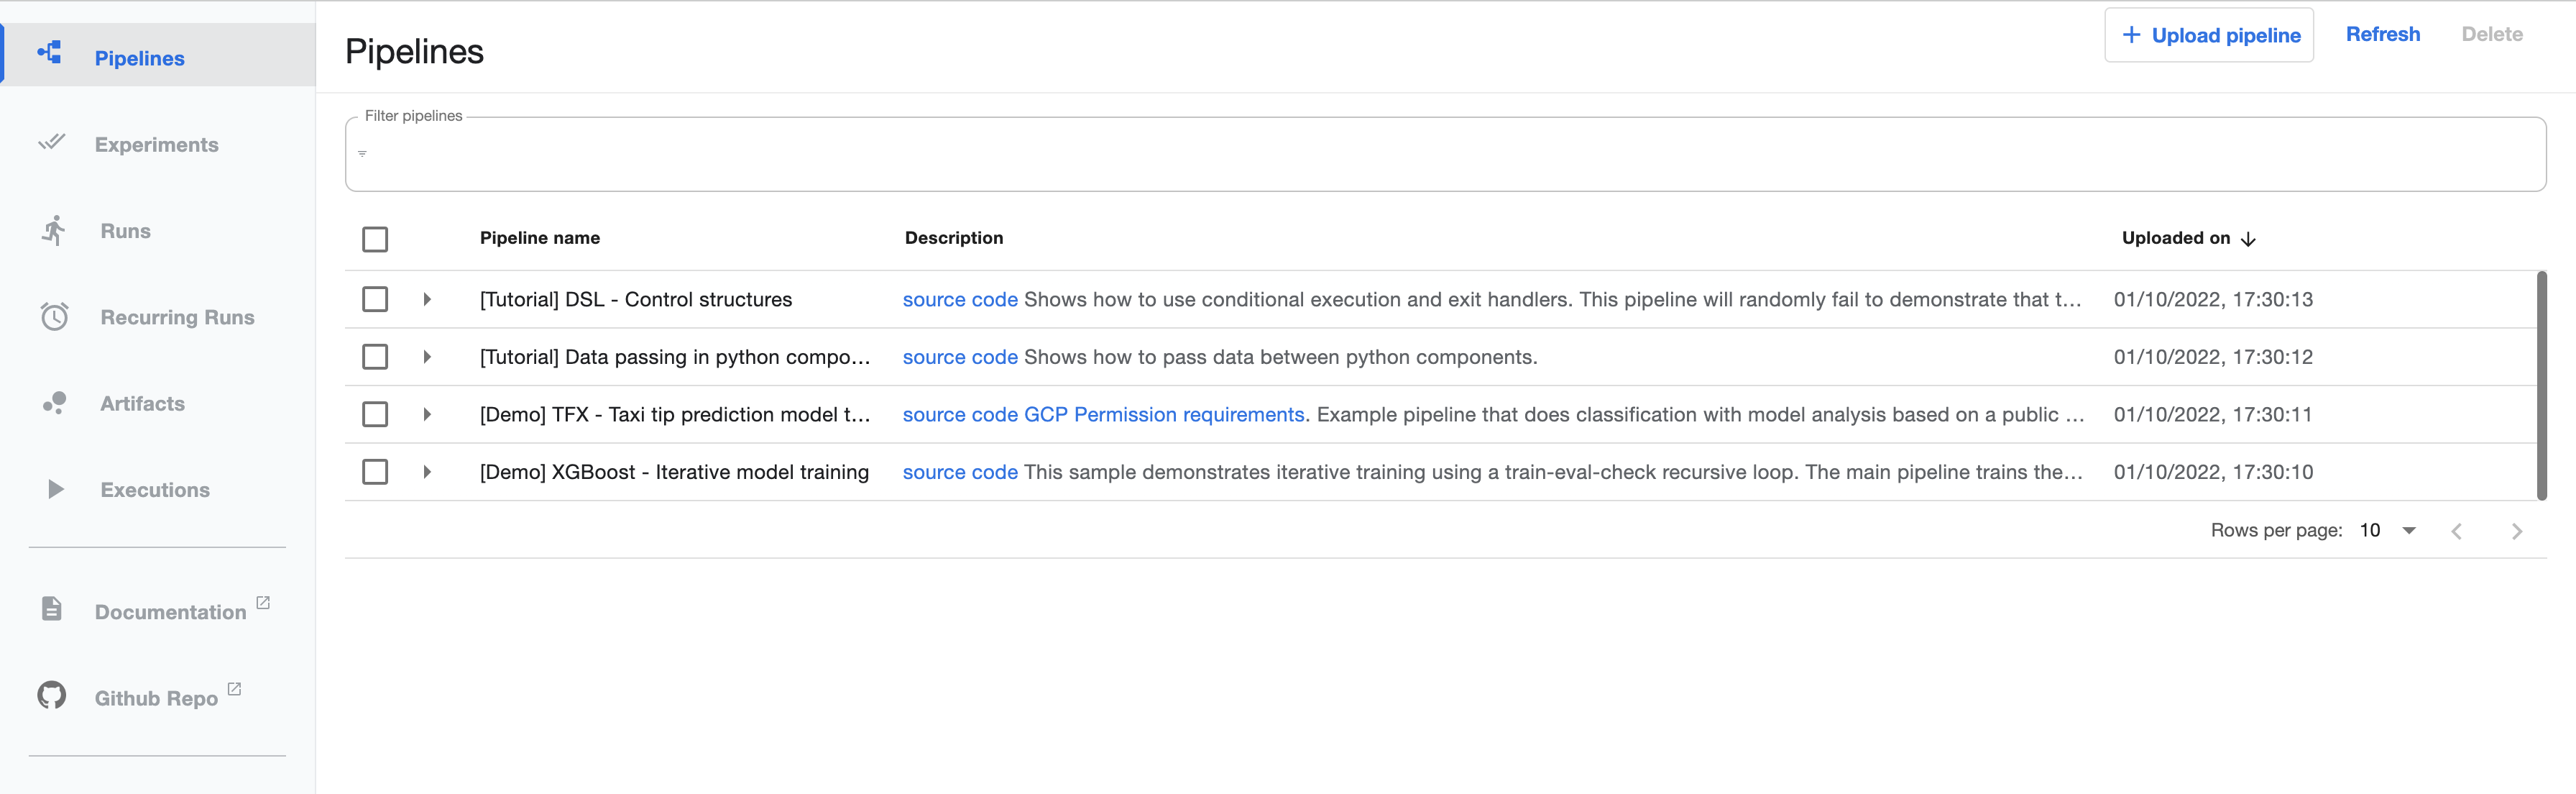 Pipelines
Experiments
Runs
Recurring Runs
Artifacts
Executions
Documentation
Github Repo
Pipelines
+ Upload pipeline Refresh Delete
Filter pipelines
Pipeline name Description Uploaded on
[Tutorial] DSL - Control structures source code Shows how to use conditional execution and exit handlers. This pipeline will randomly fail to demonstrate that t... 01/10/2022, 17:30:13
[Tutorial] Data passing in python compo... source code Shows how to pass data between python components. 01/10/2022, 17:30:12
[Demo] TFX - Taxi tip prediction model t... source code GCP Permission requirements. Example pipeline that does classification with model analysis based on a public ... 01/10/2022, 17:30:11
[Demo] XGBoost - Iterative model training source code This sample demonstrates iterative training using a train-eval-check recursive loop. The main pipeline trains the... 01/10/2022, 17:30:10
Rows per page: 10